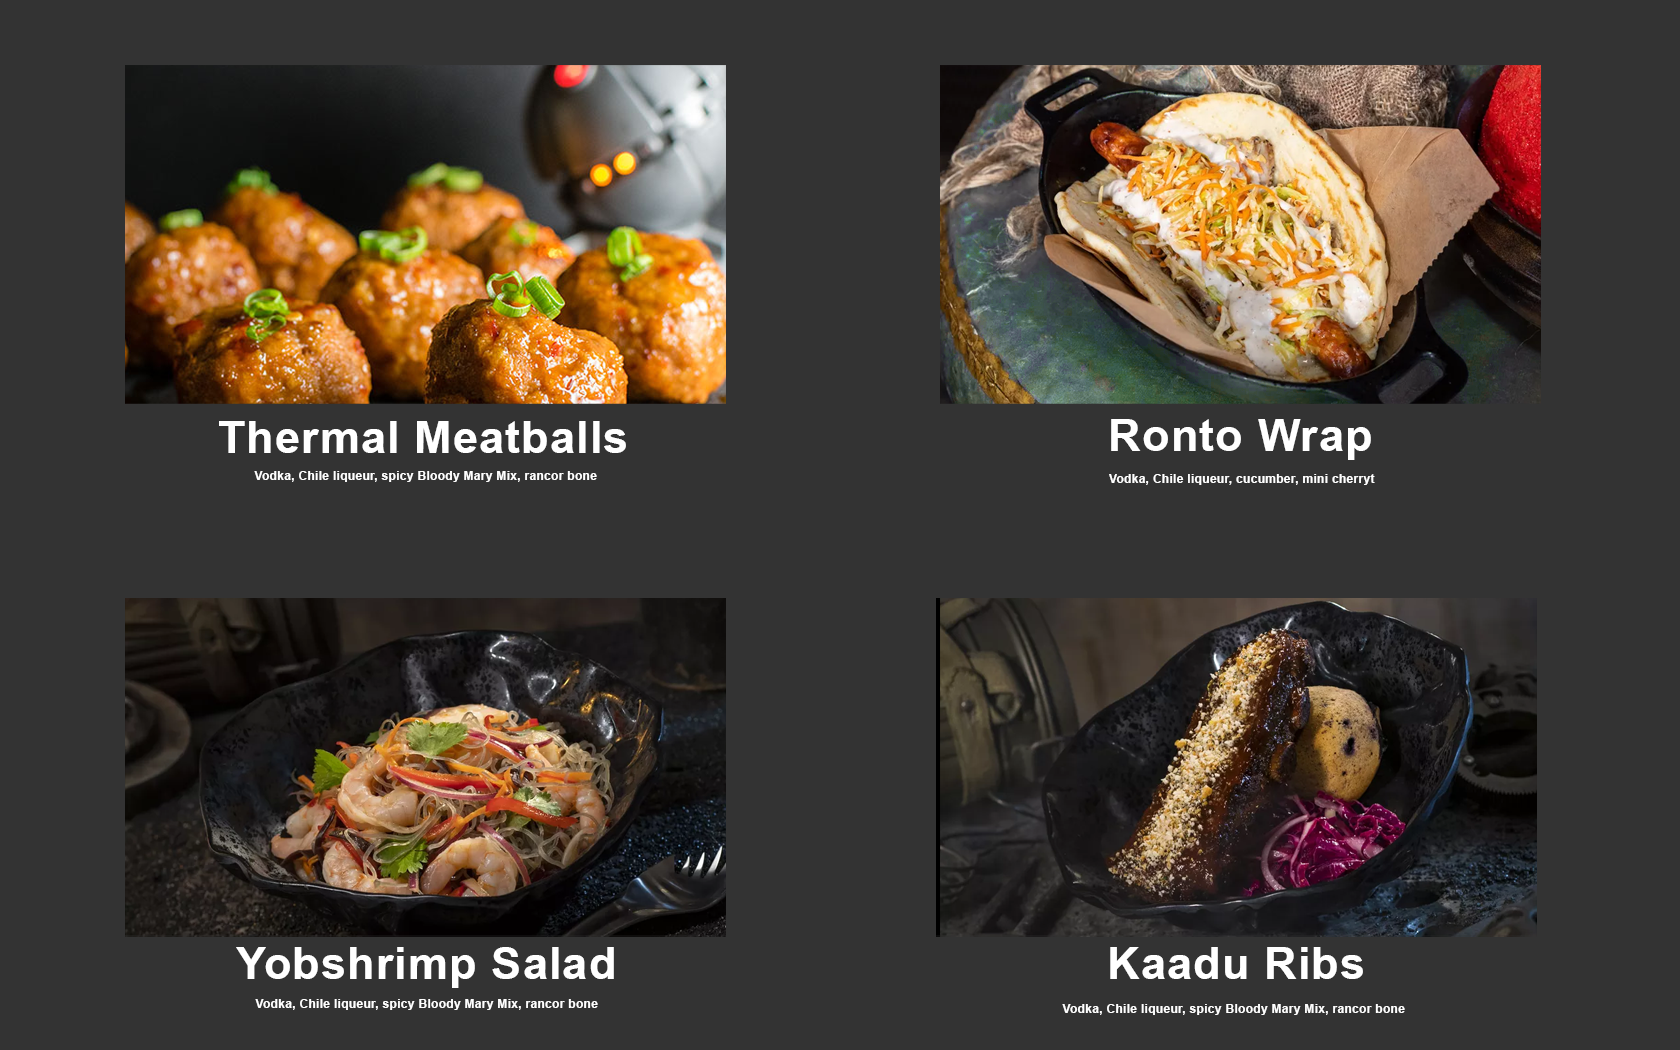 Thermal Meatballs
Vodka, Chile liqueur, spicy Bloody Mary Mix, rancor bone
Ronto Wrap
Vodka, Chile liqueur, cucumber, mini cherryt
Yobshrimp Salad
Vodka, Chile liqueur, spicy Bloody Mary Mix, rancor bone
Kaadu Ribs
Vodka, Chile liqueur, spicy Bloody Mary Mix, rancor bone